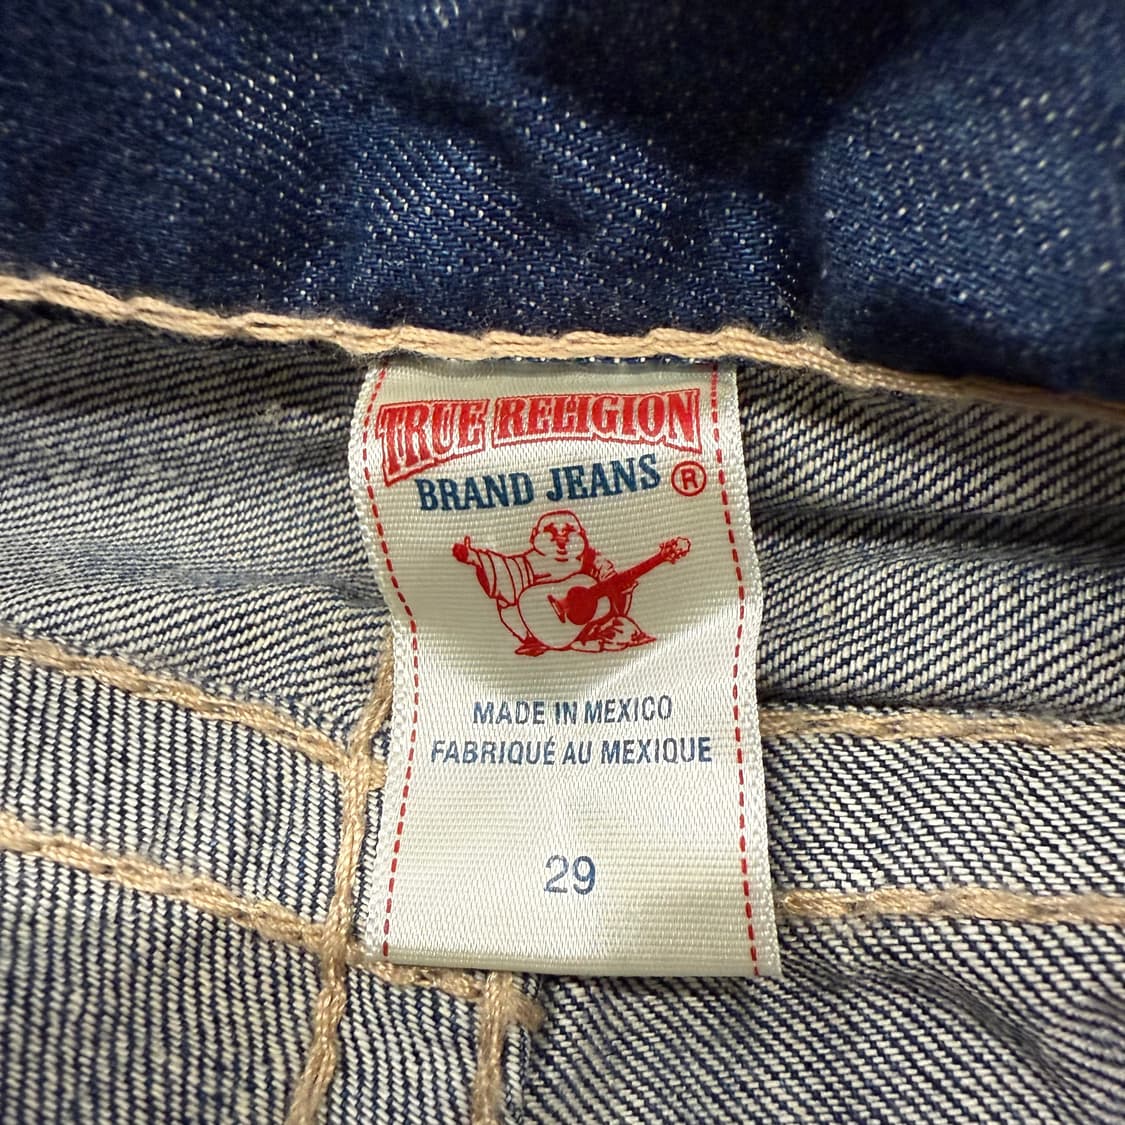 TRUE RELIGION
BRAND JEANS ®
MADE IN MEXICO
FABRIQUÉ AU MEXIQUE
29